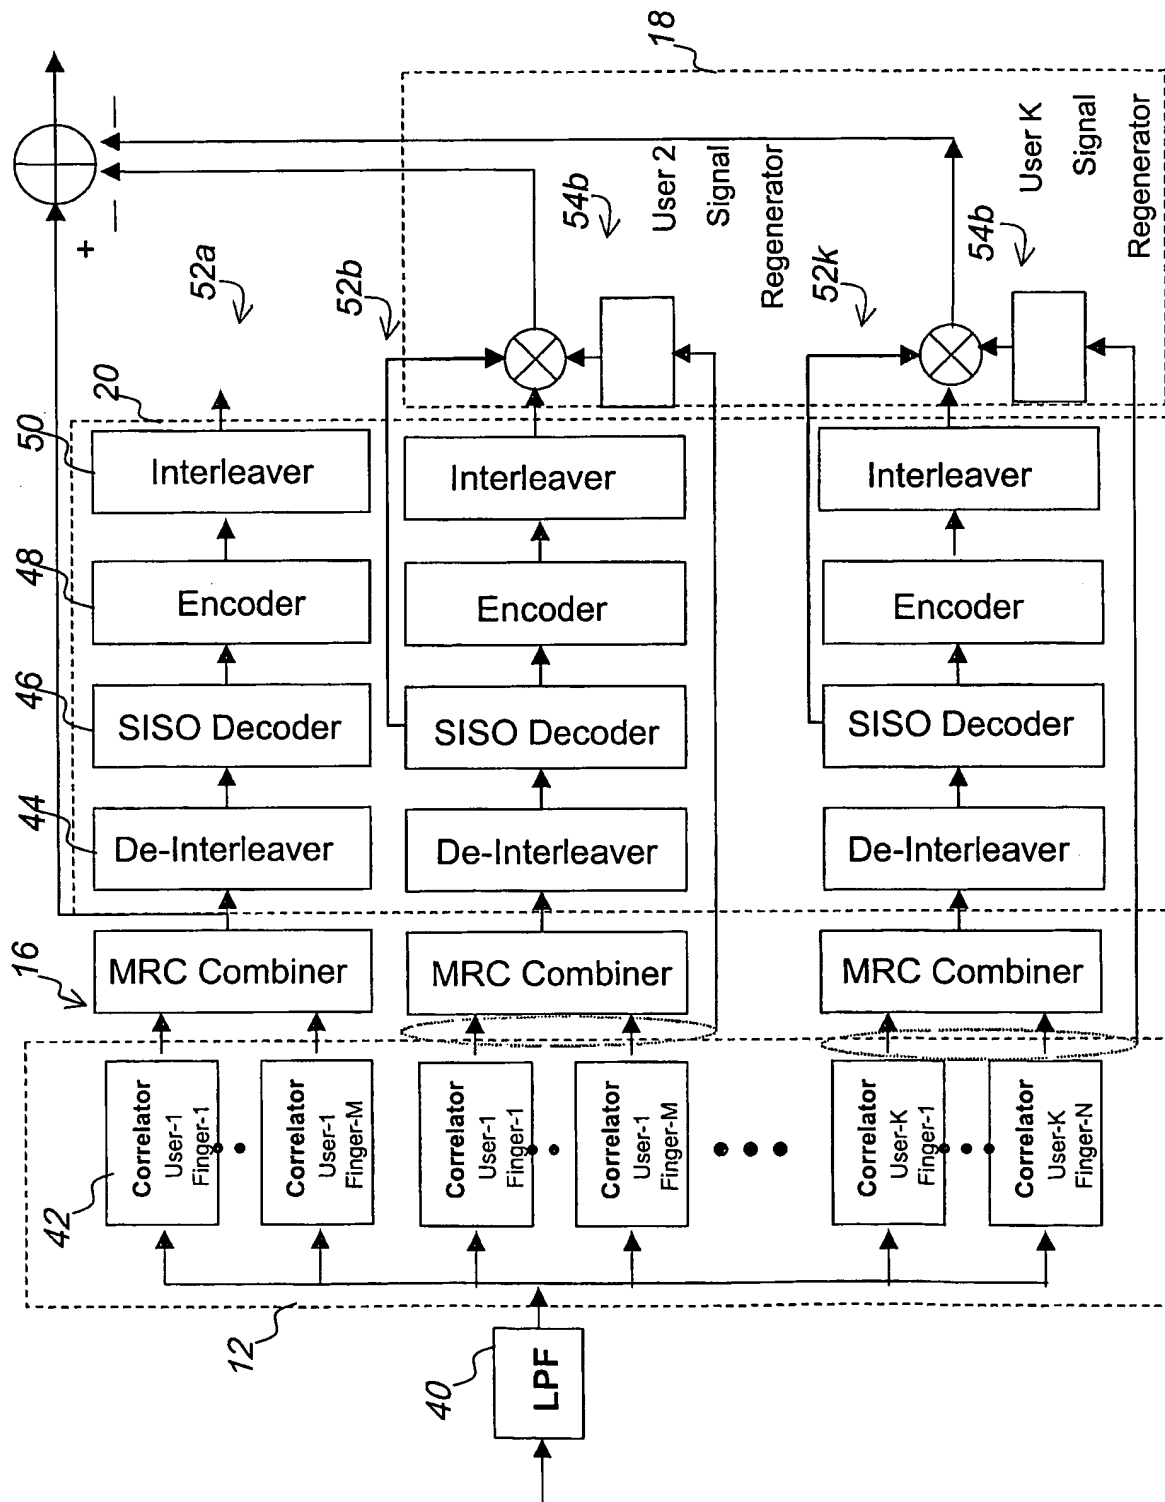 18
+
—
—
52a
User 2
Signal
Regenerator
54b
52b
User K
Signal
Regenerator
54b
52k
20
50
Interleaver
Interleaver
Interleaver
48
Encoder
Encoder
Encoder
46
SISO Decoder
SISO Decoder
SISO Decoder
44
De-Interleaver
De-Interleaver
De-Interleaver
16
MRC Combiner
MRC Combiner
MRC Combiner
42
Correlator
User-1
Finger-1
Correlator
User-1
Finger-M
Correlator
User-1
Finger-1
Correlator
User-1
Finger-M
Correlator
User-K
Finger-1
Correlator
User-K
Finger-N
12
40
LPF